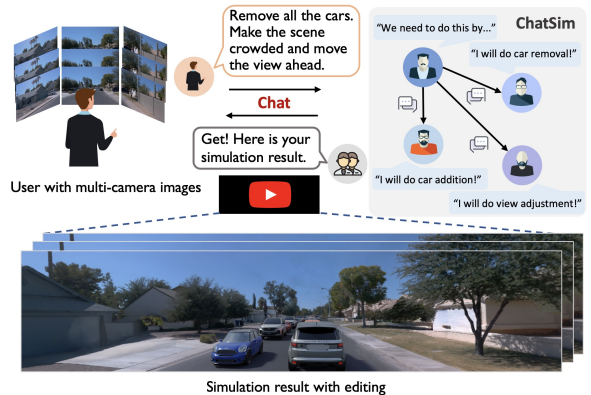 Remove all the cars.
Make the scene
crowded and move
the view ahead.
Chat
Get! Here is your
simulation result.
User with multi-camera images
ChatSim
“We need to do this by...”
“I will do car removal!”
“I will do car addition!”
“I will do view adjustment!”
Simulation result with editing